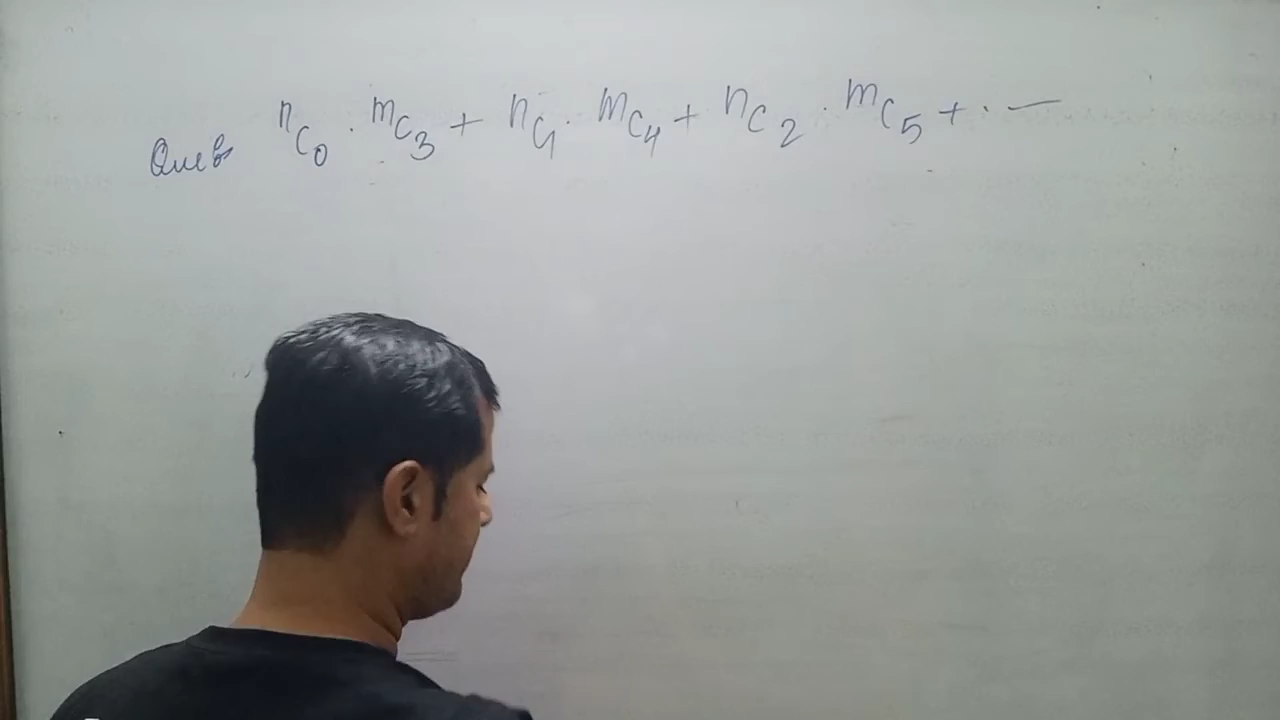 Ques ⁿC₀ · ᵐC₃ + ⁿC₁ · ᵐC₄ + ⁿC₂ · ᵐC₅ + · —